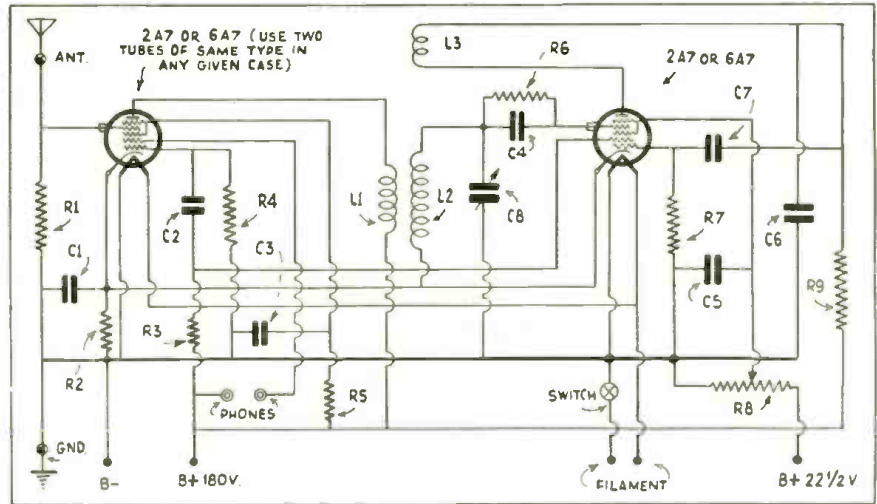 2A7 OR 6A7 (USE TWO
TUBES OF SAME TYPE IN
ANY GIVEN CASE)
ANT.
L3
R6
2A7 OR 6A7
C7
C4
R1
C2
R4
L1
L2
C8
R7
C6
C1
C3
C5
R9
R3
R2
R5
PHONES
SWITCH
R8
GND.
B-
B+ 180V.
FILAMENT
B+ 22 1/2 V.